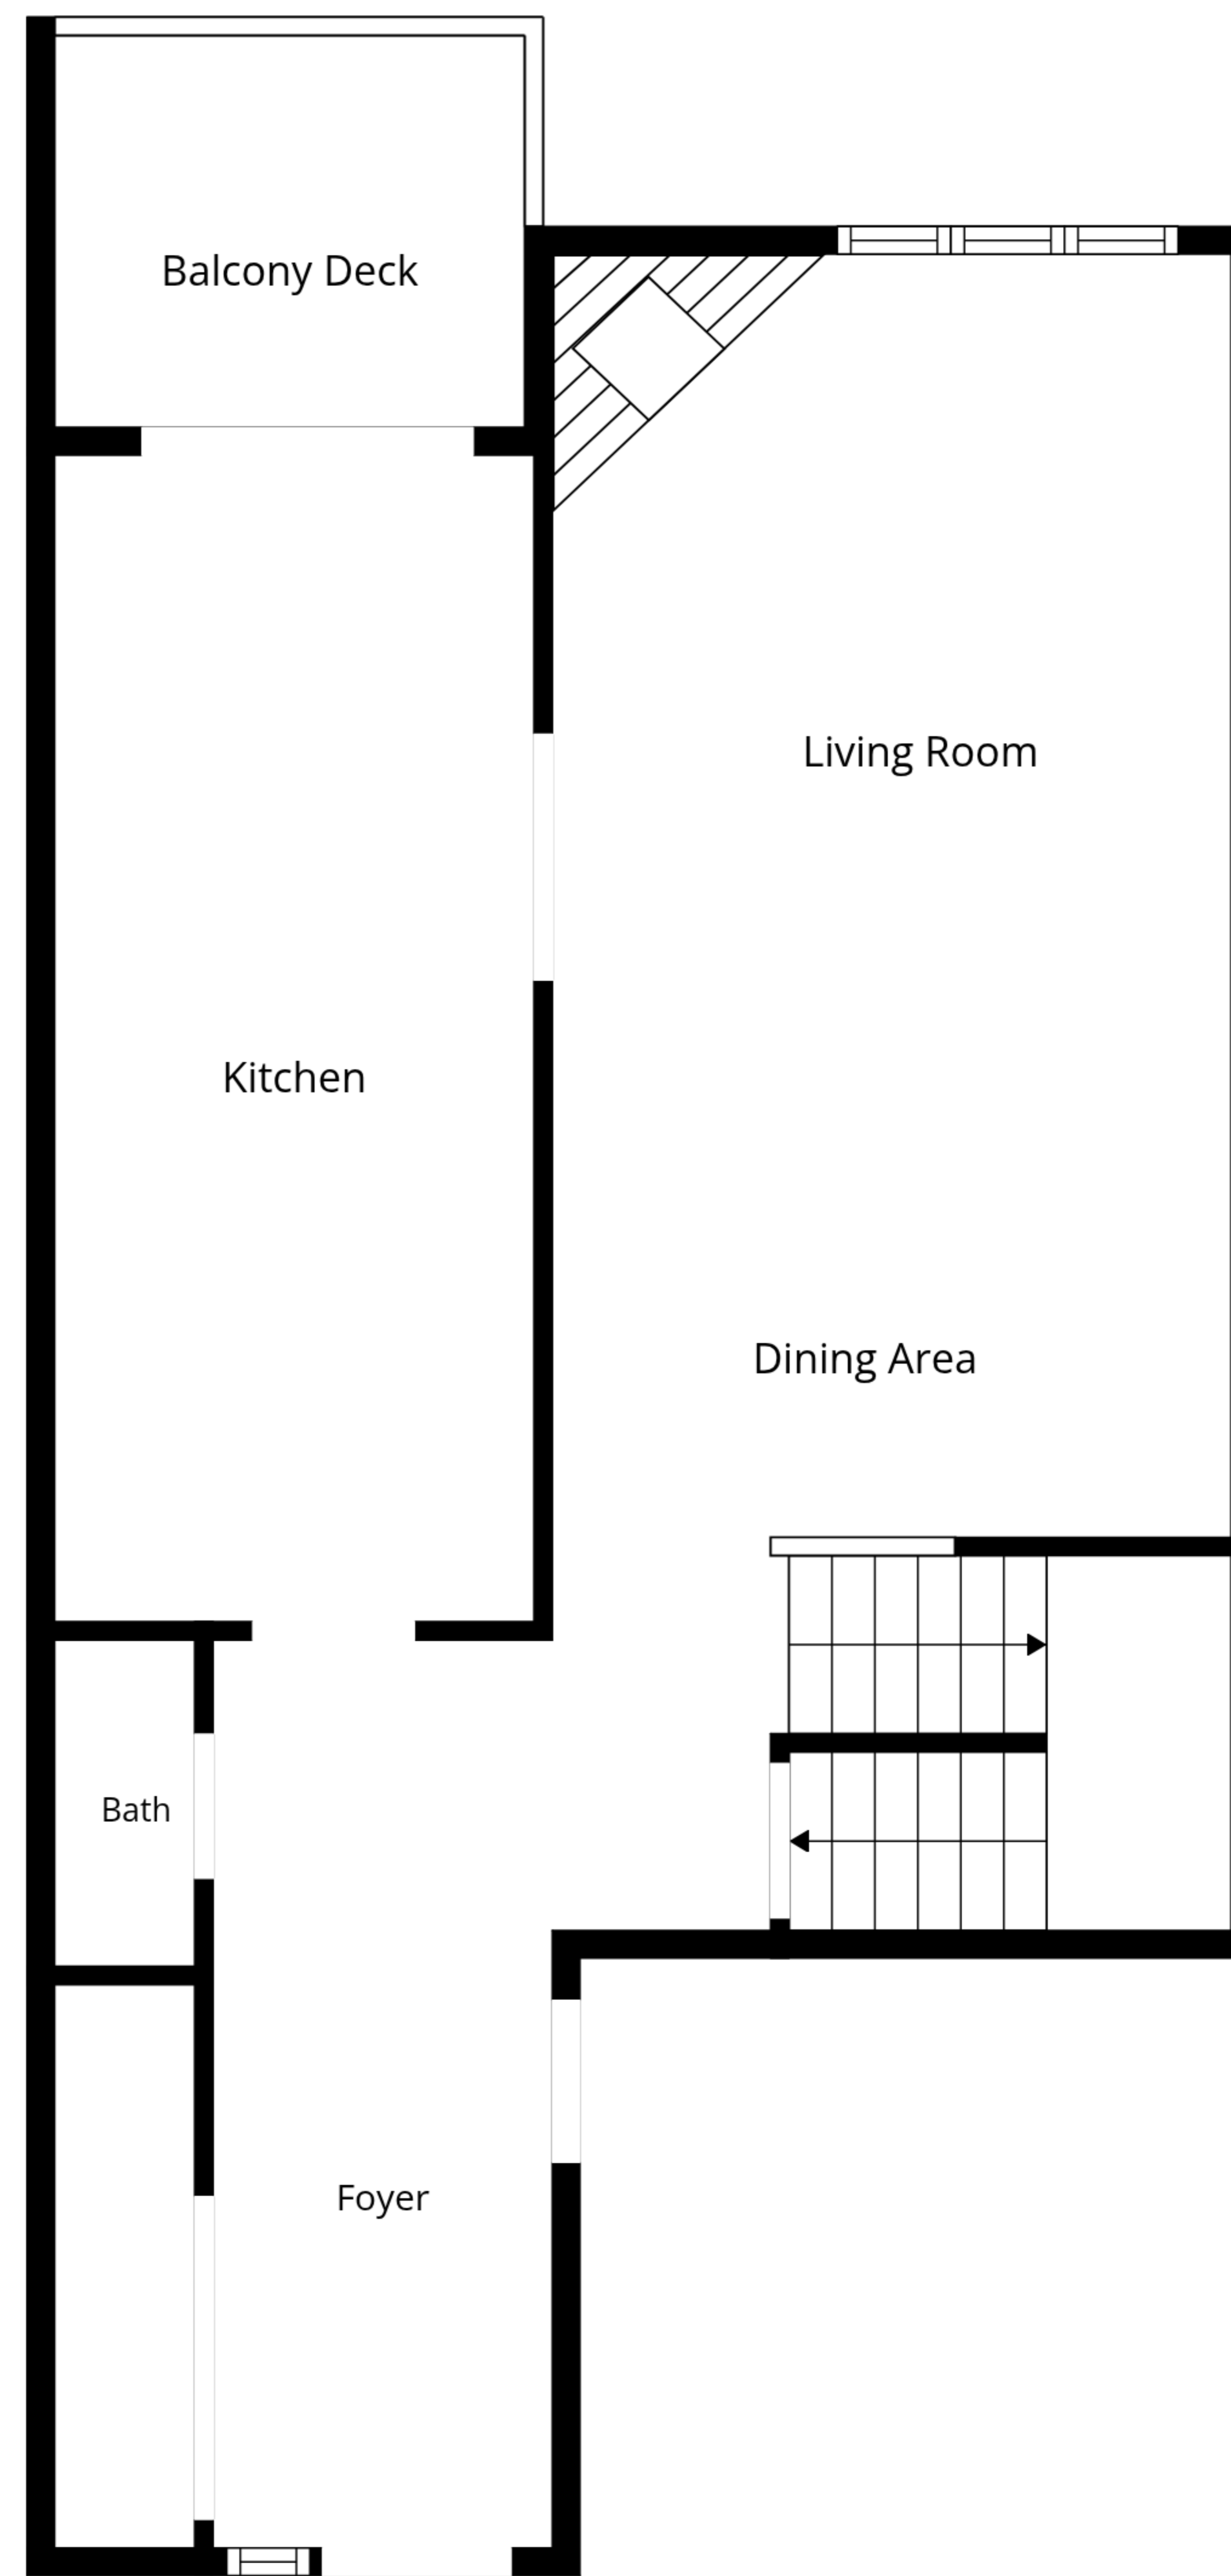 Balcony Deck
Living Room
Kitchen
Dining Area
Bath
Foyer